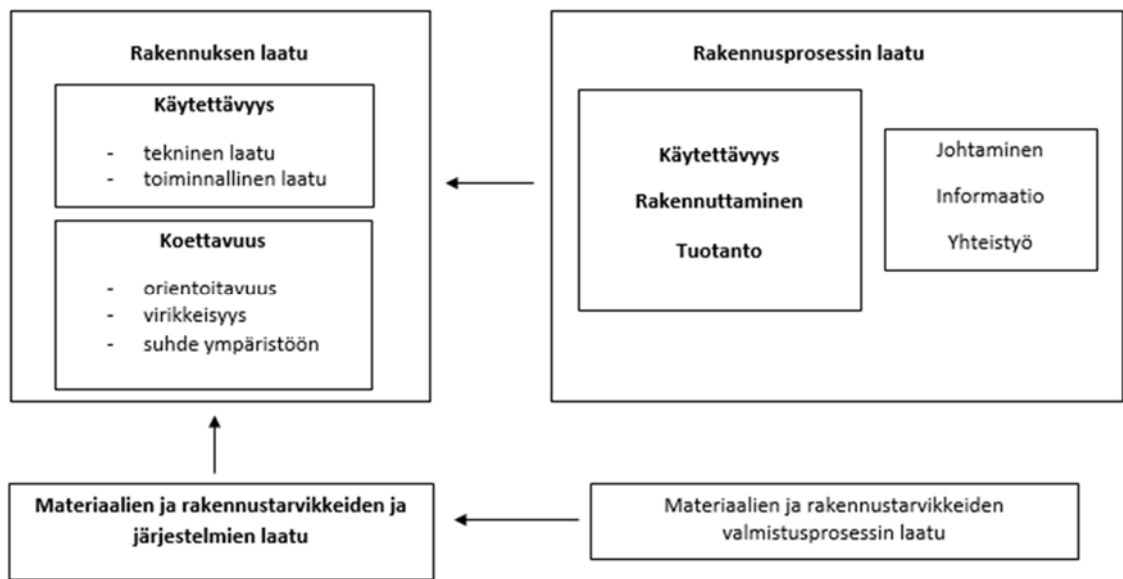 Rakennuksen laatu
Käytettävyys
- tekninen laatu
- toiminnallinen laatu
Koettavuus
- orientoitavuus
- virikkeisyys
- suhde ympäristöön
Rakennusprosessin laatu
Käytettävyys
Rakennuttaminen
Tuotanto
Johtaminen
Informaatio
Yhteistyö
Materiaalien ja rakennustarvikkeiden ja
järjestelmien laatu
Materiaalien ja rakennustarvikkeiden
valmistusprosessin laatu